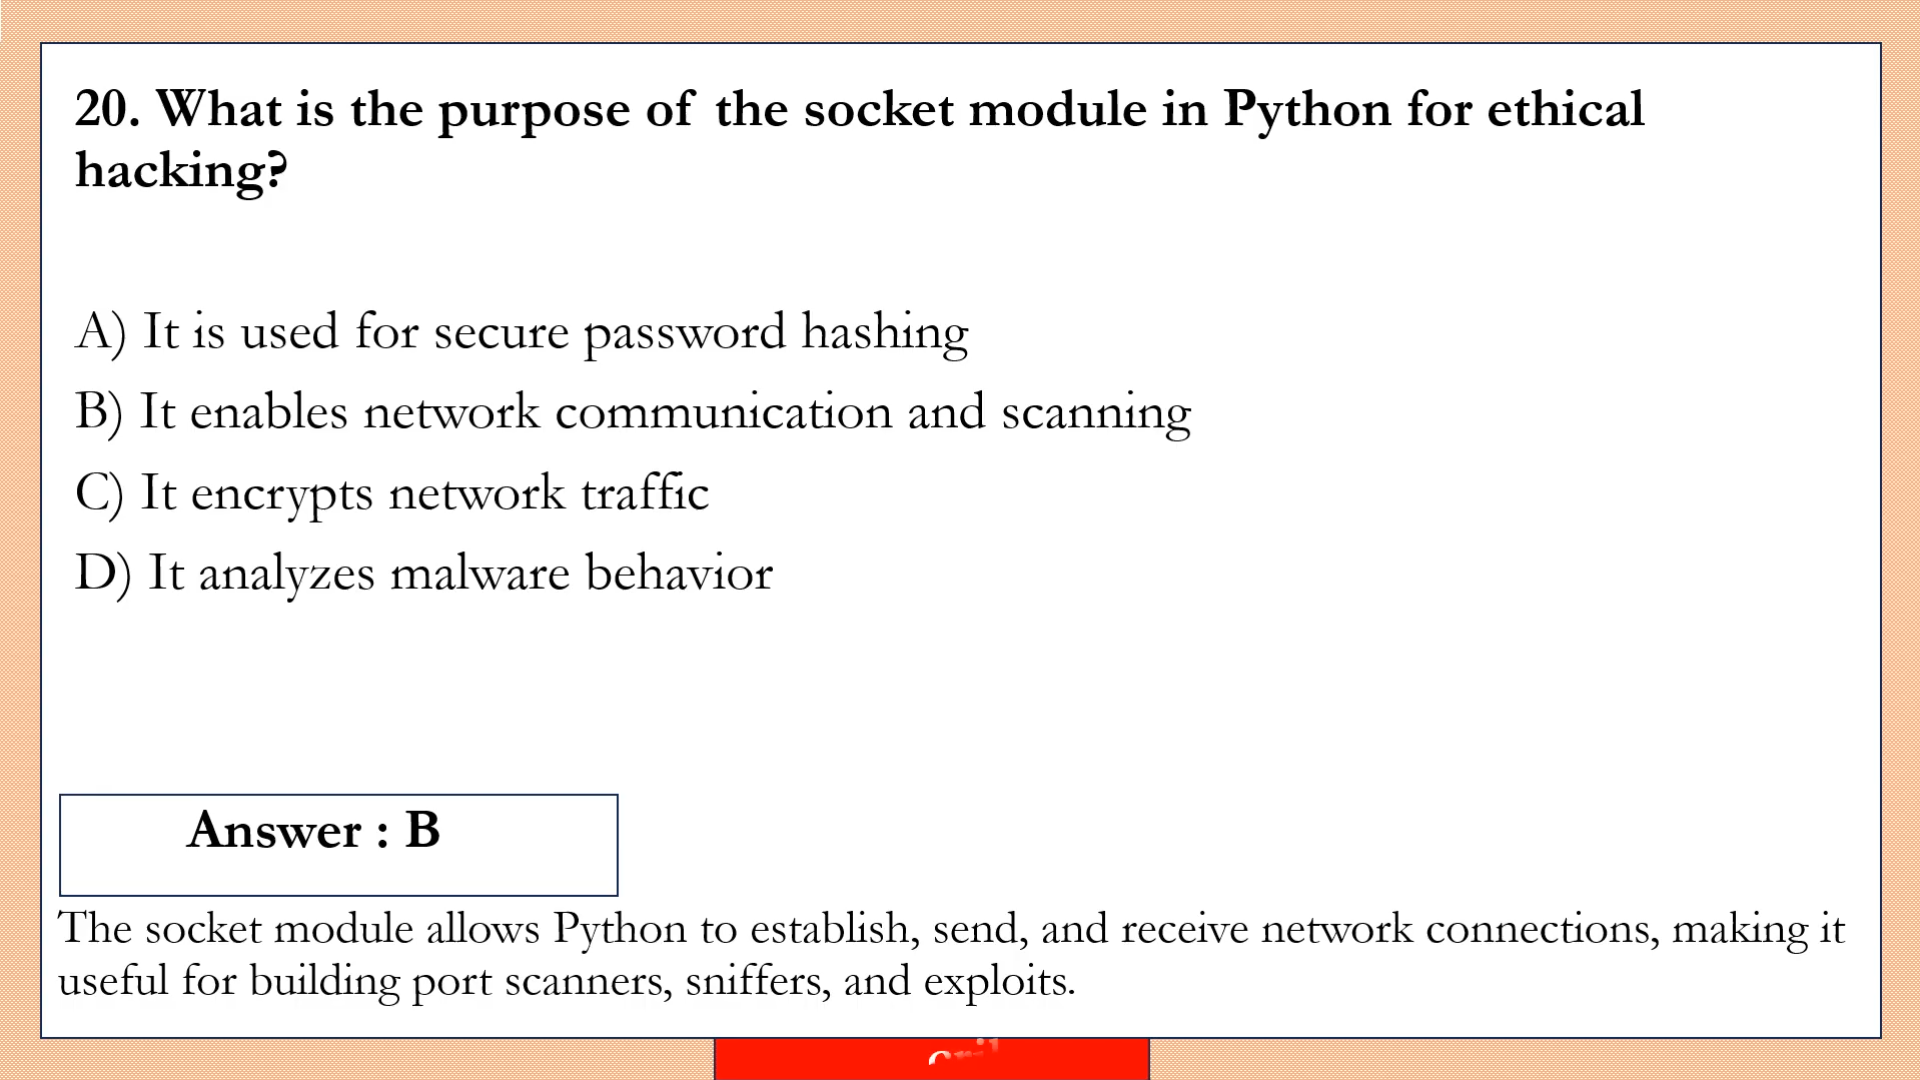 20. What is the purpose of the socket module in Python for ethical
hacking?
A) It is used for secure password hashing
B) It enables network communication and scanning
C) It encrypts network traffic
D) It analyzes malware behavior
Answer : B
The socket module allows Python to establish, send, and receive network connections, making it
useful for building port scanners, sniffers, and exploits.